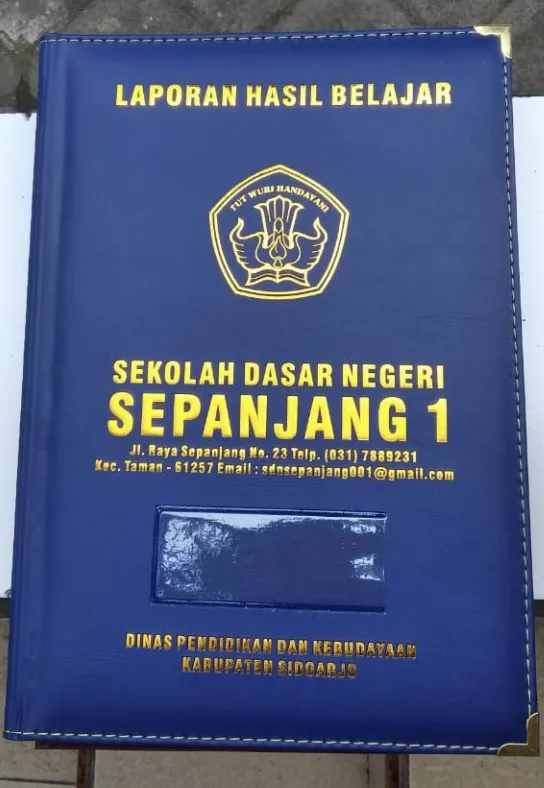 LAPORAN HASIL BELAJAR
TUT WURI HANDAYANI
SEKOLAH DASAR NEGERI
SEPANJANG 1
Jl. Raya Sepanjang No. 23 Telp. (031) 7889231
Kec. Taman - 61257 Email : sdnsepanjang001@gmail.com
DINAS PENDIDIKAN DAN KEBUDAYAAN
KABUPATEN SIDOARJO